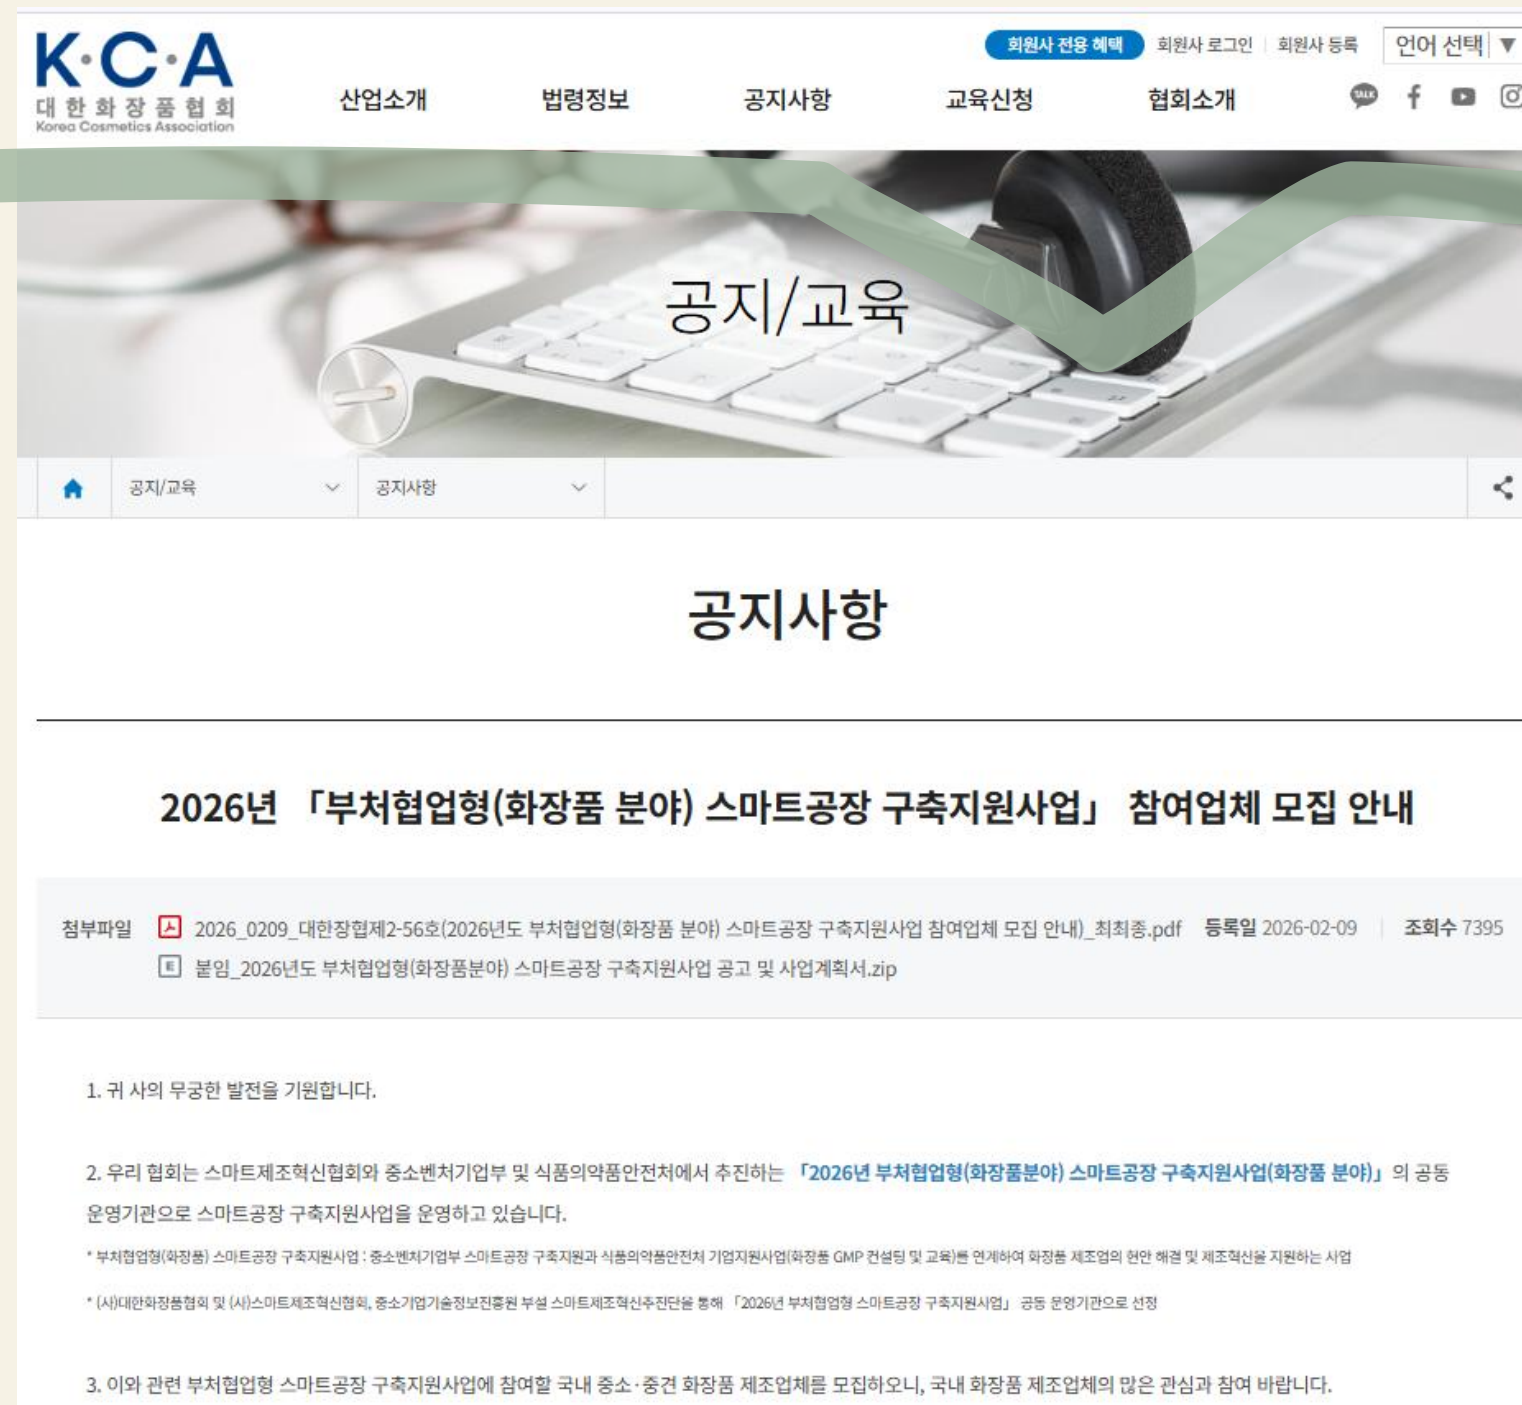 K·C·A
대한화장품협회
Korea Cosmetics Association
회원사 전용 혜택 회원사 로그인 회원사 등록 언어 선택 ▼
산업소개 법령정보 공지사항 교육신청 협회소개
TALK
공지/교육
공지/교육 공지사항
공지사항
2026년 「부처협업형(화장품 분야) 스마트공장 구축지원사업」 참여업체 모집 안내
첨부파일 2026_0209_대한장협제2-56호(2026년도 부처협업형(화장품 분야) 스마트공장 구축지원사업 참여업체 모집 안내)_최최종.pdf 등록일 2026-02-09 조회수 7395
붙임_2026년도 부처협업형(화장품분야) 스마트공장 구축지원사업 공고 및 사업계획서.zip
1. 귀 사의 무궁한 발전을 기원합니다.
2. 우리 협회는 스마트제조혁신협회와 중소벤처기업부 및 식품의약품안전처에서 추진하는 「2026년 부처협업형(화장품분야) 스마트공장 구축지원사업(화장품 분야)」의 공동
운영기관으로 스마트공장 구축지원사업을 운영하고 있습니다.
* 부처협업형(화장품) 스마트공장 구축지원사업 : 중소벤처기업부 스마트공장 구축지원과 식품의약품안전처 기업지원사업(화장품 GMP 컨설팅 및 교육)를 연계하여 화장품 제조업의 현안 해결 및 제조혁신을 지원하는 사업
* (사)대한화장품협회 및 (사)스마트제조혁신협회, 중소기업기술정보진흥원 부설 스마트제조혁신추진단을 통해 「2026년 부처협업형 스마트공장 구축지원사업」 공동 운영기관으로 선정
3. 이와 관련 부처협업형 스마트공장 구축지원사업에 참여할 국내 중소·중견 화장품 제조업체를 모집하오니, 국내 화장품 제조업체의 많은 관심과 참여 바랍니다.